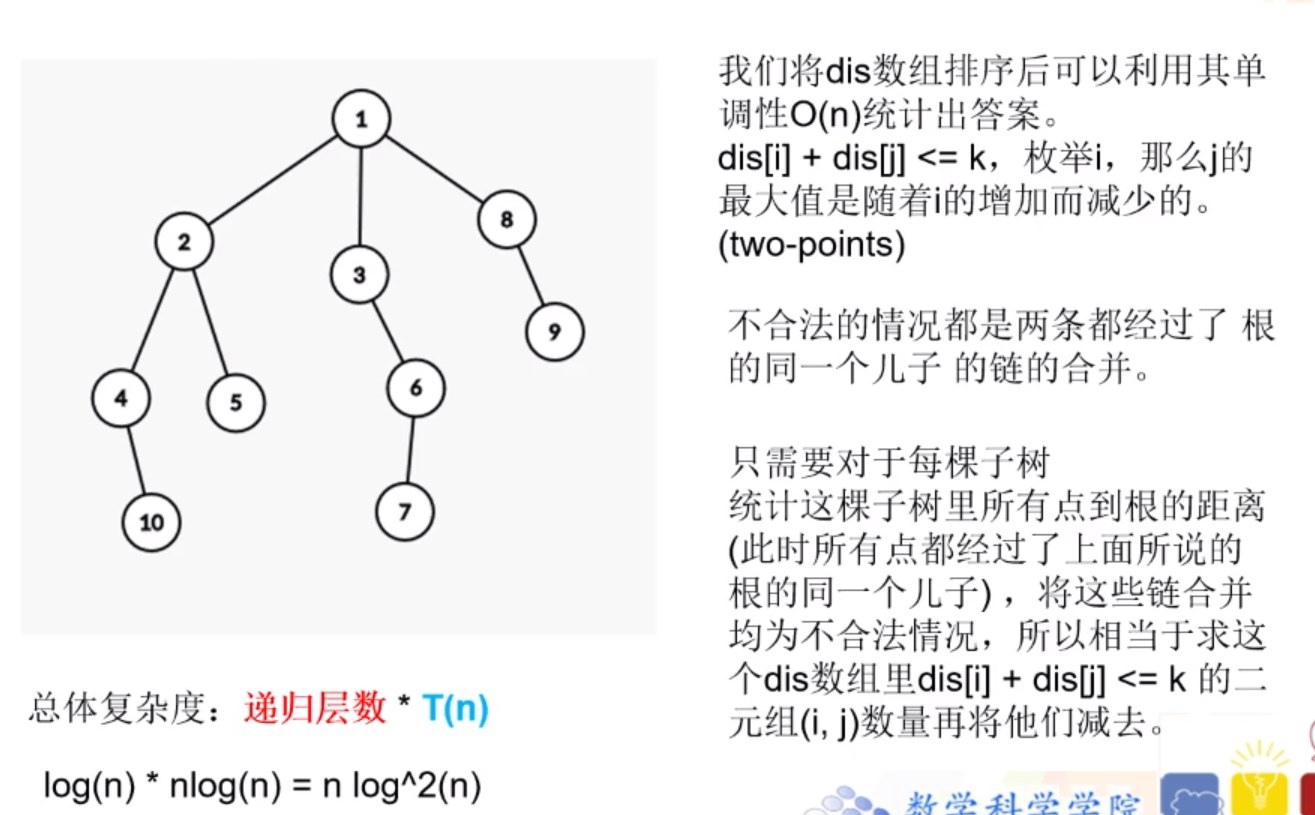 1
2
3
8
9
4
5
6
10
7
我们将dis数组排序后可以利用其单
调性O(n)统计出答案。
dis[i] + dis[j] <= k，枚举i，那么j的
最大值是随着i的增加而减少的。
(two-points)
不合法的情况都是两条都经过了 根
的同一个儿子 的链的合并。
只需要对于每棵子树
统计这棵子树里所有点到根的距离
(此时所有点都经过了上面所说的
根的同一个儿子) ，将这些链合并
均为不合法情况，所以相当于求这
个dis数组里dis[i] + dis[j] <= k 的二
元组(i, j)数量再将他们减去。
总体复杂度：递归层数 * T(n)
log(n) * nlog(n) = n log^2(n)
数学科学学院